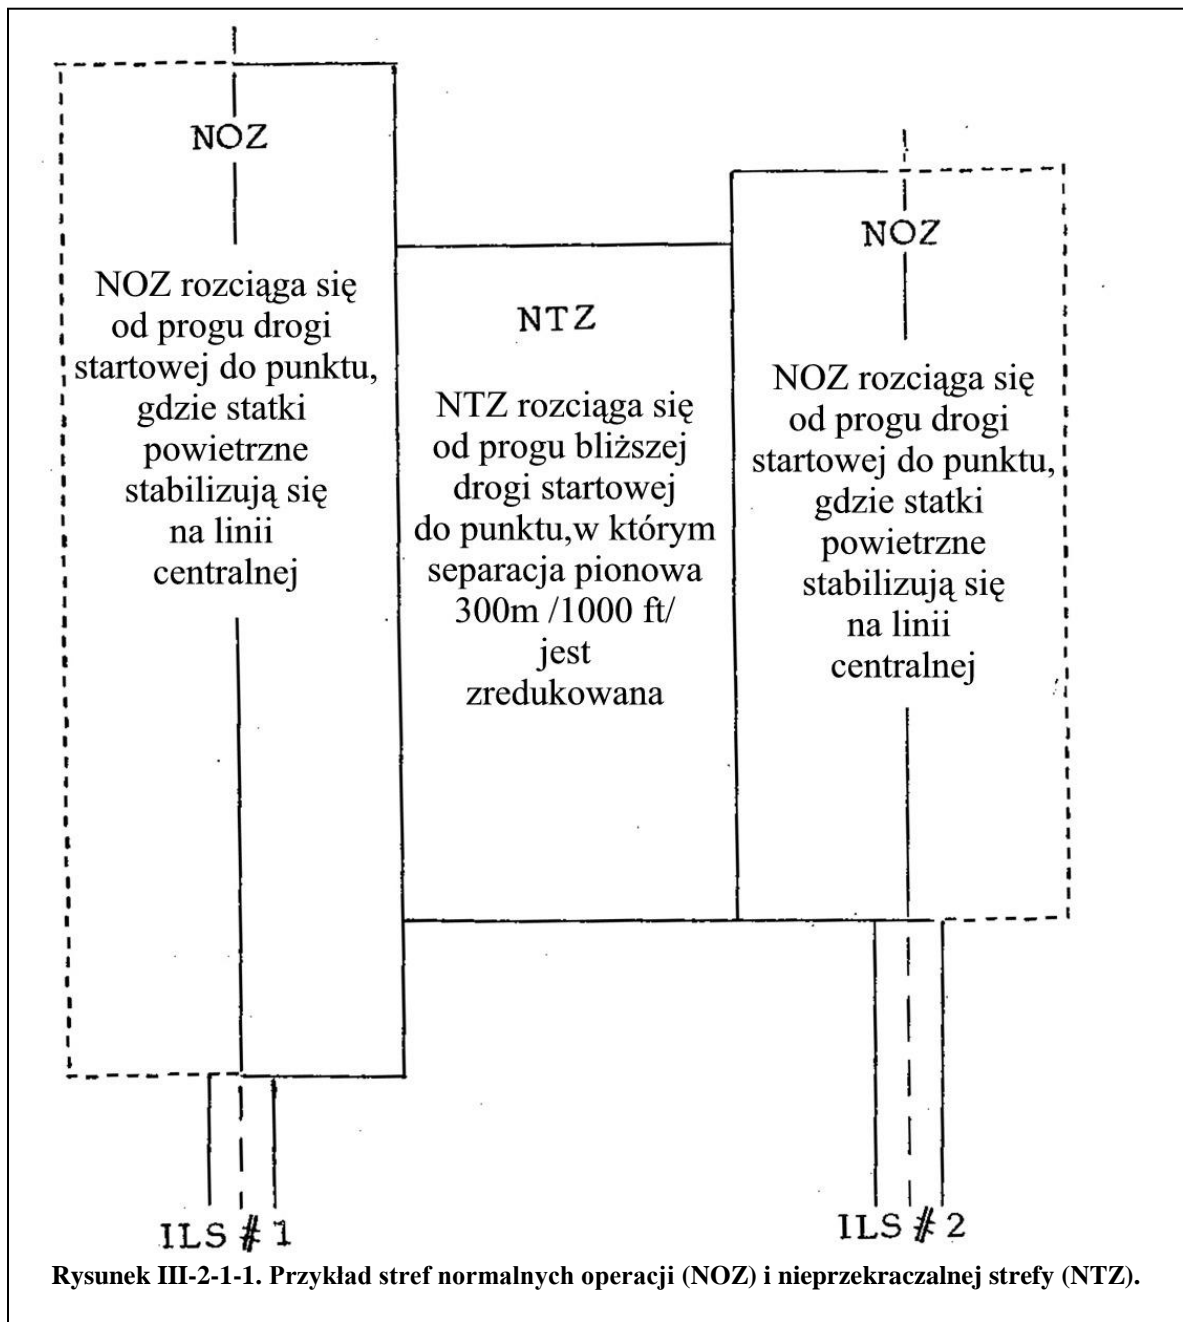 NOZ
NOZ rozciąga się
od progu drogi
startowej do punktu,
gdzie statki
powietrzne
stabilizują się
na linii
centralnej
NTZ
NTZ rozciąga się
od progu bliższej
drogi startowej
do punktu,w którym
separacja pionowa
300m /1000 ft/
jest
zredukowana
NOZ
NOZ rozciąga się
od progu drogi
startowej do punktu,
gdzie statki
powietrzne
stabilizują się
na linii
centralnej
ILS # 1
ILS # 2
Rysunek III-2-1-1. Przykład stref normalnych operacji (NOZ) i nieprzekraczalnej strefy (NTZ).